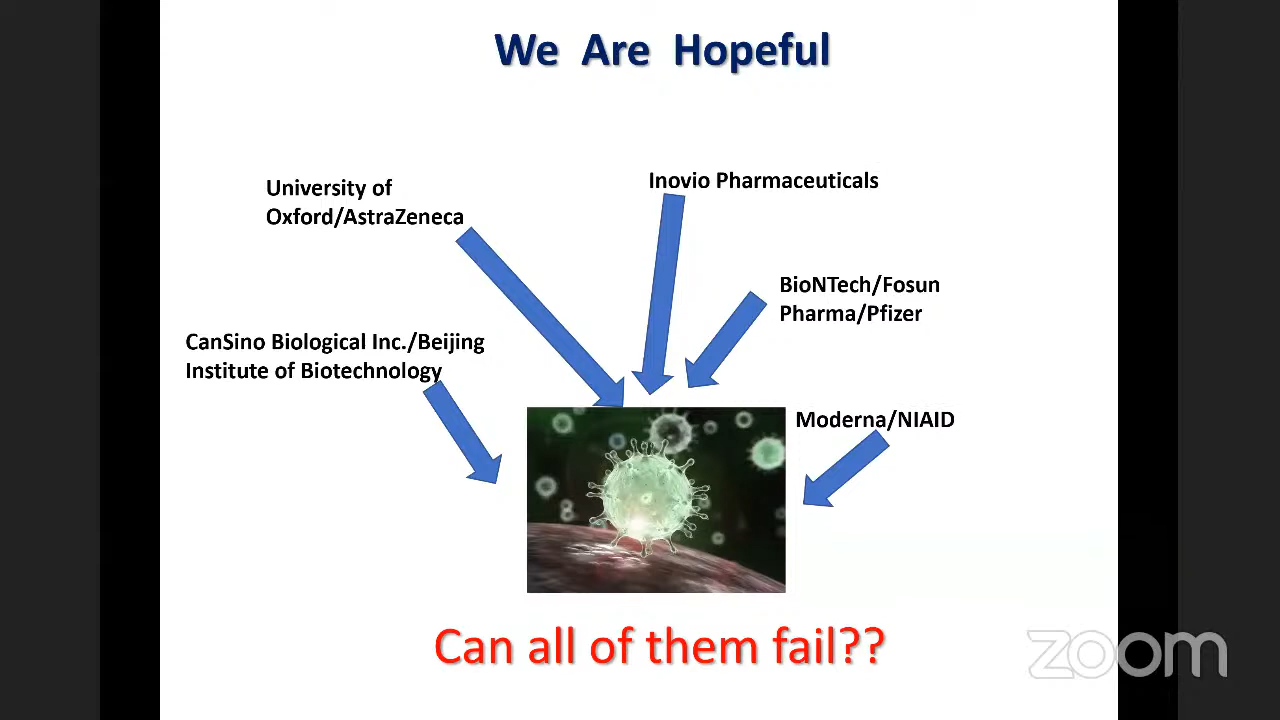 We Are Hopeful
University of
Oxford/AstraZeneca
Inovio Pharmaceuticals
BioNTech/Fosun
Pharma/Pfizer
CanSino Biological Inc./Beijing
Institute of Biotechnology
Moderna/NIAID
Can all of them fail??
zoom